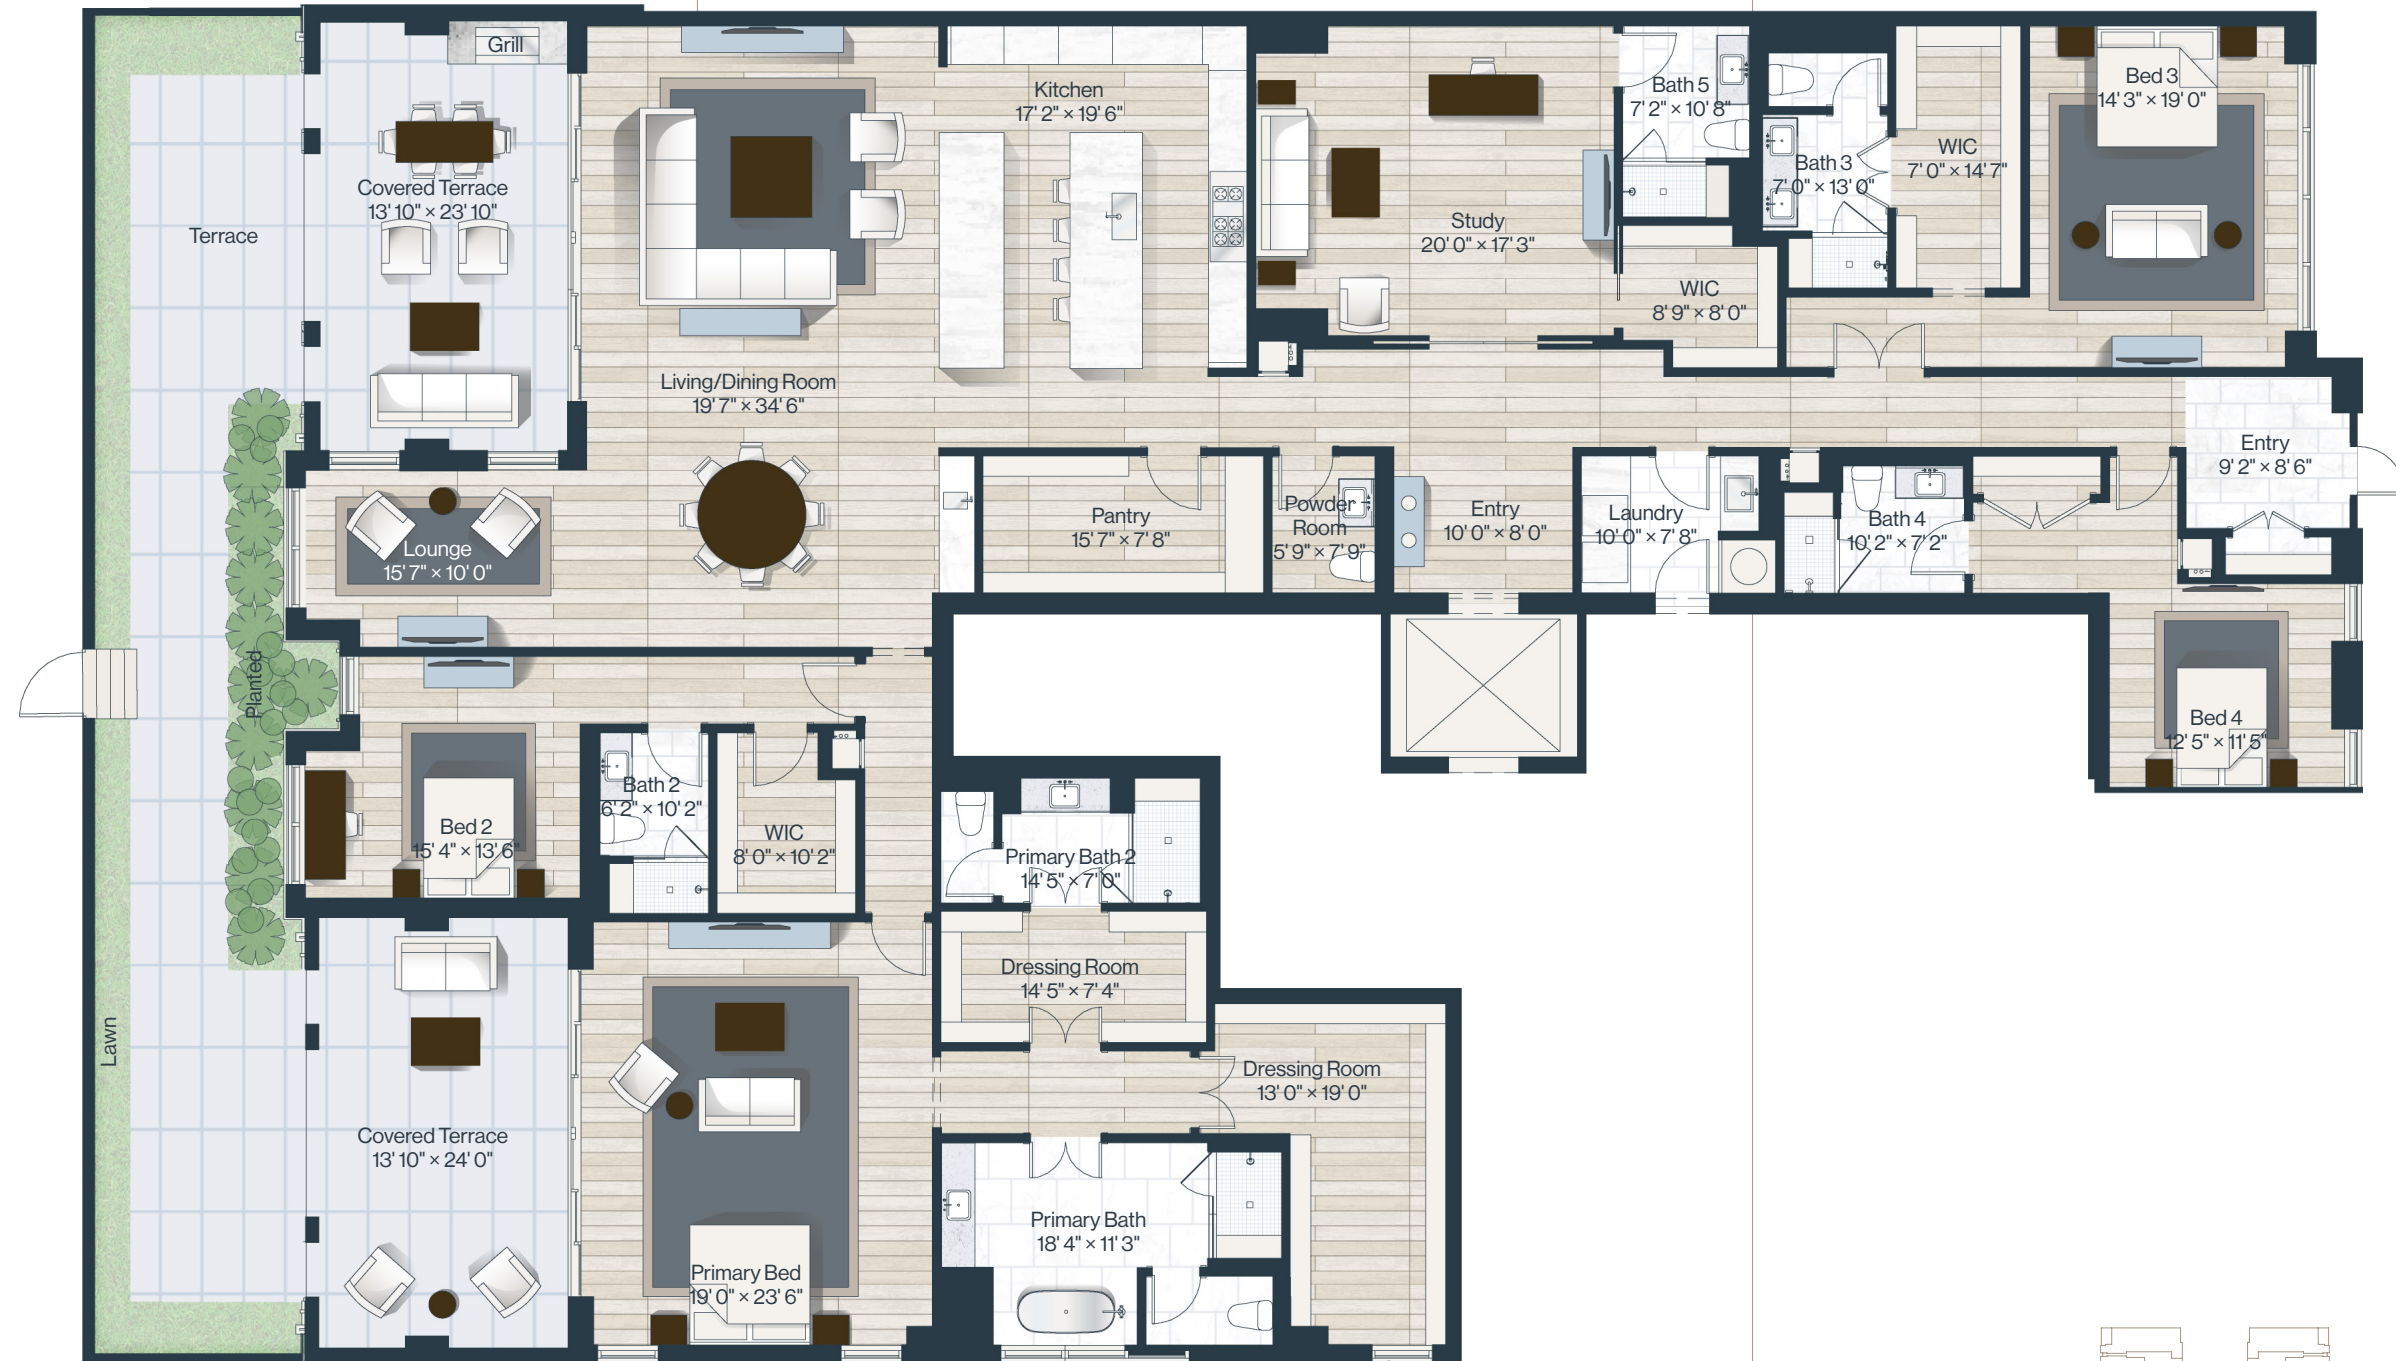 Grill
Covered Terrace
13' 10" × 23' 10"
Terrace
Living/Dining Room
19' 7" × 34' 6"
Kitchen
17' 2" × 19' 6"
Study
20' 0" × 17' 3"
Bath 5
7' 2" × 10' 8"
WIC
8' 9" × 8' 0"
Bath 3
7' 0" × 13' 0"
WIC
7' 0" × 14' 7"
Bed 3
14' 3" × 19' 0"
Lounge
15' 7" × 10' 0"
Pantry
15' 7" × 7' 8"
Powder
Room
5' 9" × 7' 9"
Entry
10' 0" × 8' 0"
Laundry
10' 0" × 7' 8"
Bath 4
10' 2" × 7' 2"
Entry
9' 2" × 8' 6"
Planted
Bed 4
12' 5" × 11' 5"
Bed 2
15' 4" × 13' 6"
Bath 2
6' 2" × 10' 2"
WIC
8' 0" × 10' 2"
Primary Bath 2
14' 5" × 7' 0"
Dressing Room
14' 5" × 7' 4"
Lawn
Dressing Room
13' 0" × 19' 0"
Covered Terrace
13' 10" × 24' 0"
Primary Bed
19' 0" × 23' 6"
Primary Bath
18' 4" × 11' 3"